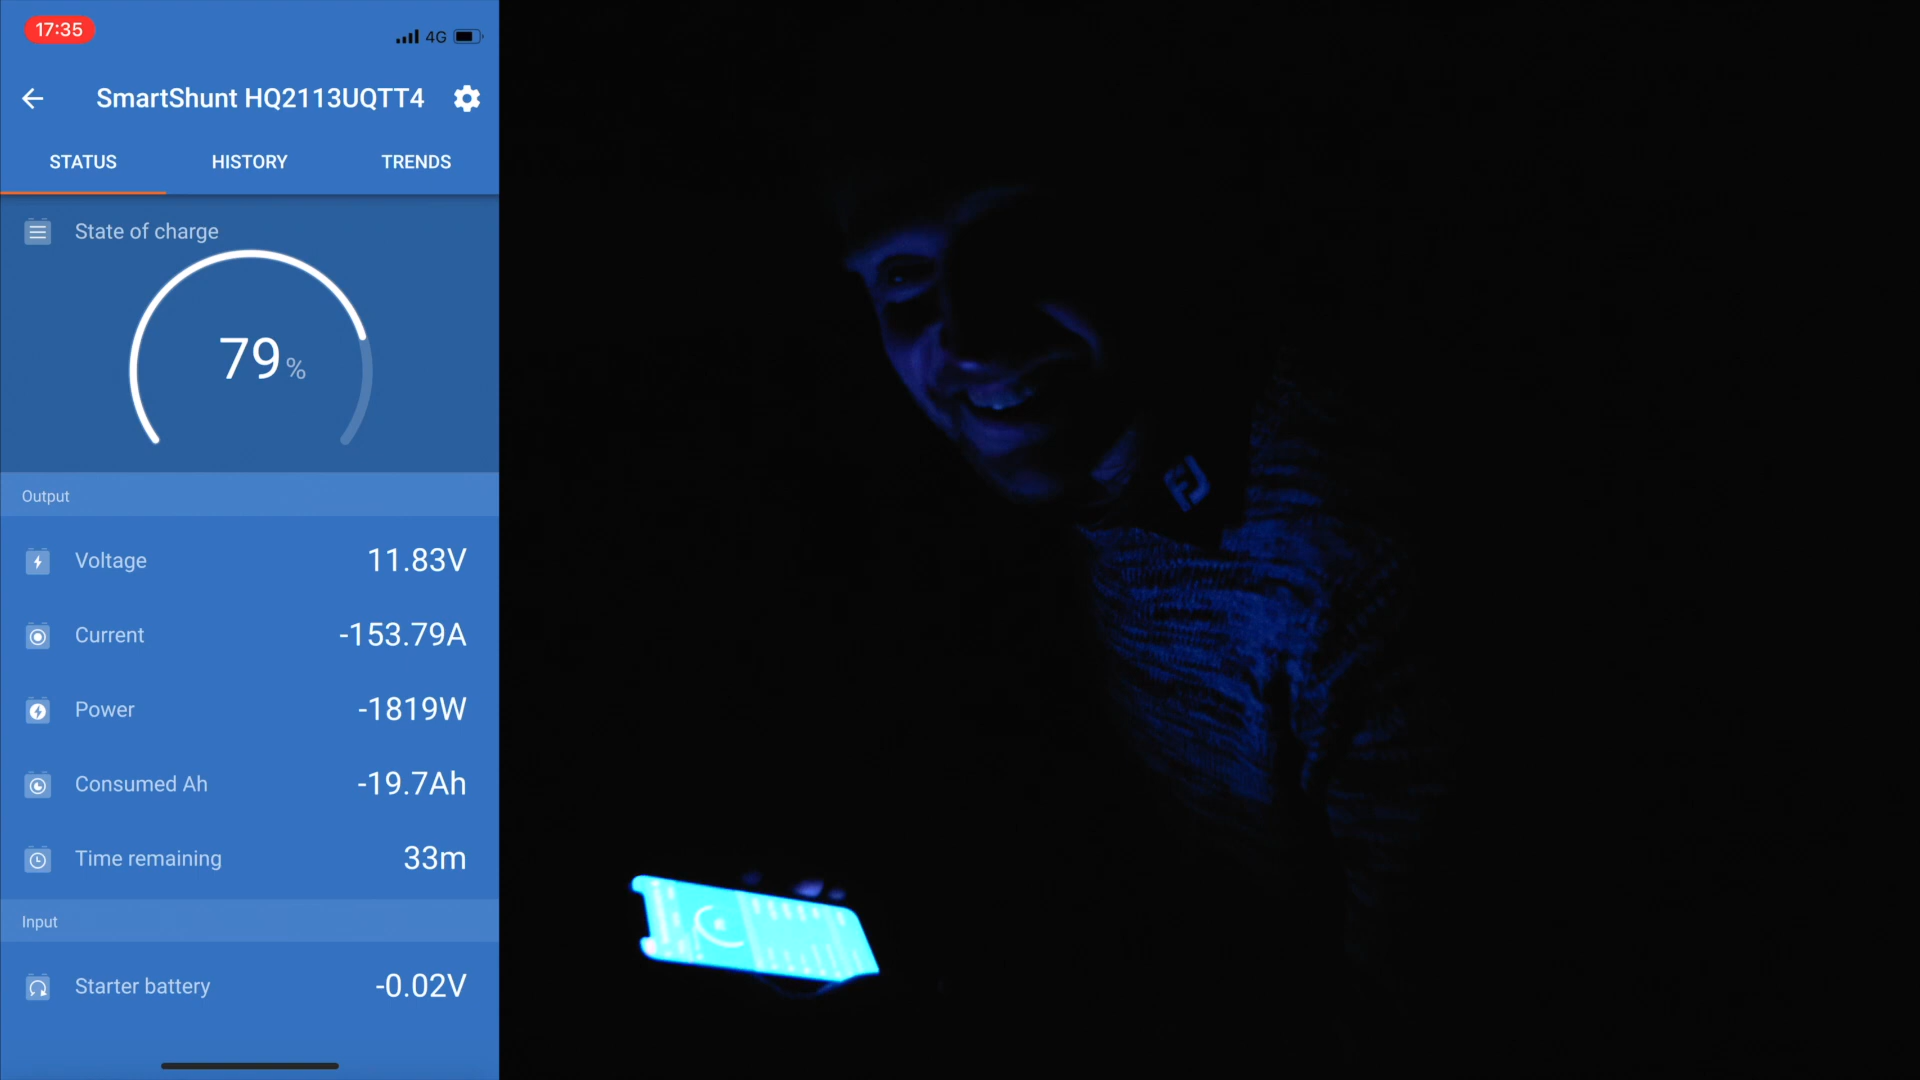 17:35
4G
SmartShunt HQ2113UQTT4
STATUS HISTORY TRENDS
State of charge
79%
Output
Voltage 11.83V
Current -153.79A
Power -1819W
Consumed Ah -19.7Ah
Time remaining 33m
Input
Starter battery -0.02V